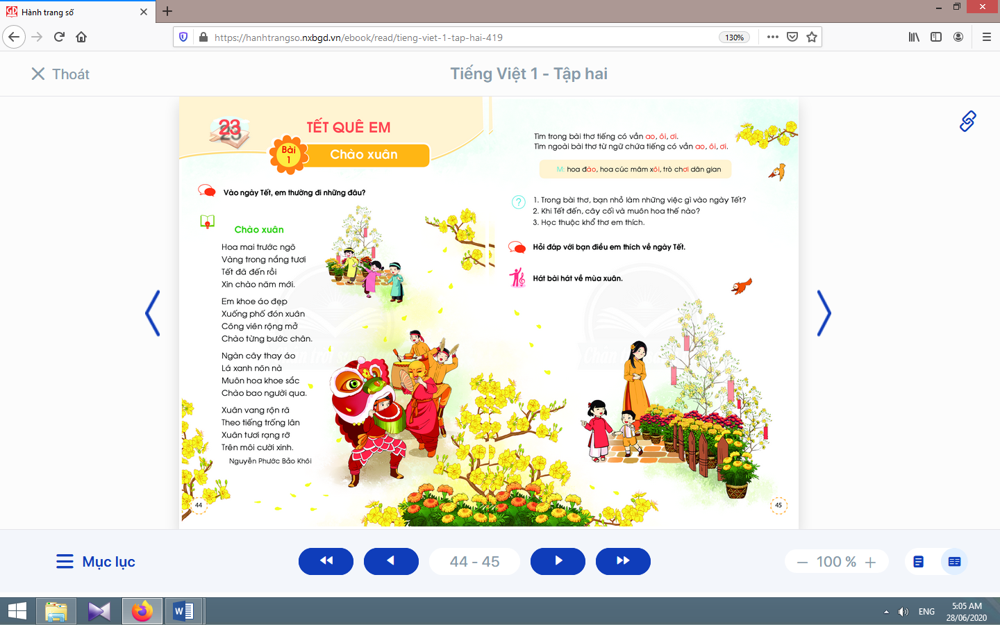 Hành trang số
https://hanhtrangso.nxbgd.vn/ebook/read/tieng-viet-1-tap-hai-419
130%
Thoát
Tiếng Việt 1 - Tập hai
23
TẾT QUÊ EM
Bài
1
Chào xuân
Vào ngày Tết, em thường đi những đâu?
Chào xuân
Hoa mai trước ngõ
Vàng trong nắng tươi
Tết đã đến rồi
Xin chào năm mới.
Em khoe áo đẹp
Xuống phố đón xuân
Công viên rộng mở
Chào từng bước chân.
Ngàn cây thay áo
Lá xanh nõn nà
Muôn hoa khoe sắc
Chào bao người qua.
Xuân vang rộn rã
Theo tiếng trống lân
Xuân tươi rạng rỡ
Trên môi cười xinh.
Nguyễn Phước Bảo Khôi
44
Tìm trong bài thơ tiếng có vần ao, ôi, ơi.
Tìm ngoài bài thơ từ ngữ chứa tiếng có vần ao, ôi, ơi.
M: hoa đào, hoa cúc mâm xôi, trò chơi dân gian
? 1. Trong bài thơ, bạn nhỏ làm những việc gì vào ngày Tết?
2. Khi Tết đến, cây cối và muôn hoa thế nào?
3. Học thuộc khổ thơ em thích.
Hỏi đáp với bạn điều em thích về ngày Tết.
Hát bài hát về mùa xuân.
45
Mục lục
44 - 45
100 %
ENG
5:05 AM
28/06/2020